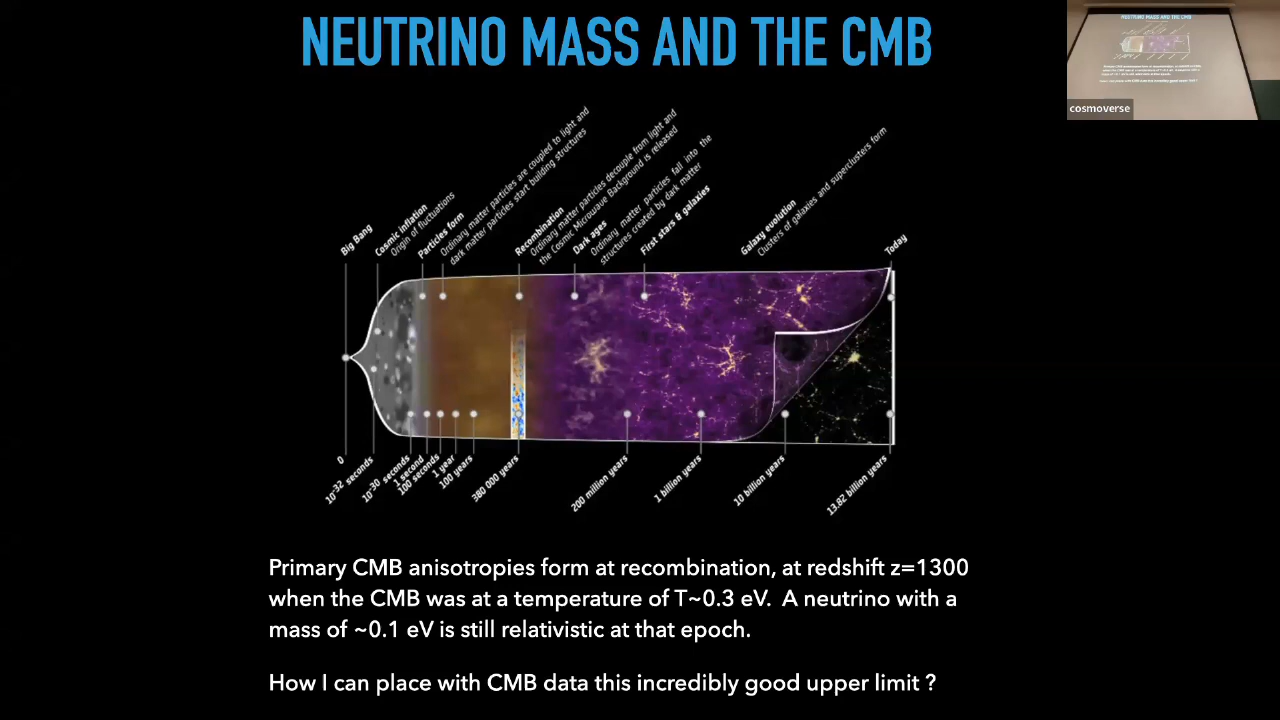 NEUTRINO MASS AND THE CMB
cosmoverse
Big Bang
Cosmic inflation
Origin of fluctuations
Particles form
Ordinary matter particles are coupled to light and
dark matter particles start building structures
Recombination
Ordinary matter particles decouple from light and
the Cosmic Microwave Background is released
Dark ages
Ordinary matter particles fall into the
structures created by dark matter
First stars & galaxies
Galaxy evolution
Clusters of galaxies and superclusters form
Today
0
10-32 seconds
10-30 seconds
1 second
100 seconds
1 year
100 years
380 000 years
200 million years
1 billion years
10 billion years
13.82 billion years
Primary CMB anisotropies form at recombination, at redshift z=1300
when the CMB was at a temperature of T~0.3 eV. A neutrino with a
mass of ~0.1 eV is still relativistic at that epoch.
How I can place with CMB data this incredibly good upper limit ?